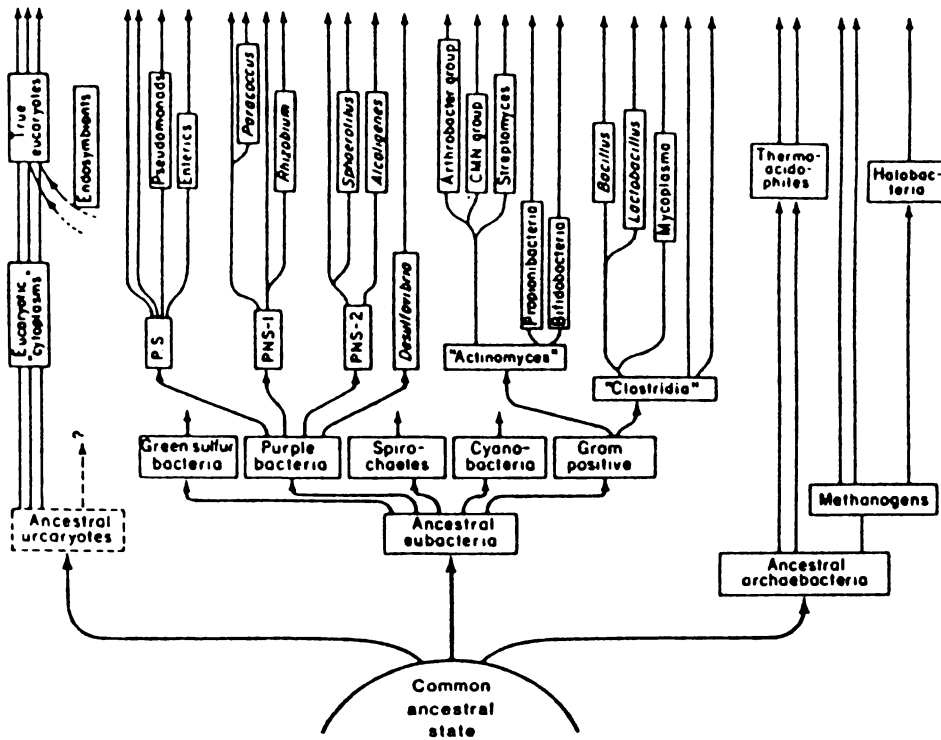 True
eucaryotes
Endosymbients
Eucaryotic
"cytoplasms"
Ancestral
urcaryotes
?
Pseudomonads
Enterics
Paracoccus
Rhizobium
Sphaerotilus
Alcaligenes
Desulfovibrio
PS
PNS-1
PNS-2
Arthrobacter group
CMN group
Streptomyces
Propionibacteria
Bifidobacteria
"Actinomyces"
Bacillus
Lactobacillus
Mycoplasma
"Clostridia"
Green sulfur
bacteria
Purple
bacteria
Spiro-
chaetes
Cyano-
bacteria
Gram
positive
Ancestral
eubacteria
Thermo-
acido-
philes
Halobac-
teria
Methanogens
Ancestral
archaebacteria
Common
ancestral
state